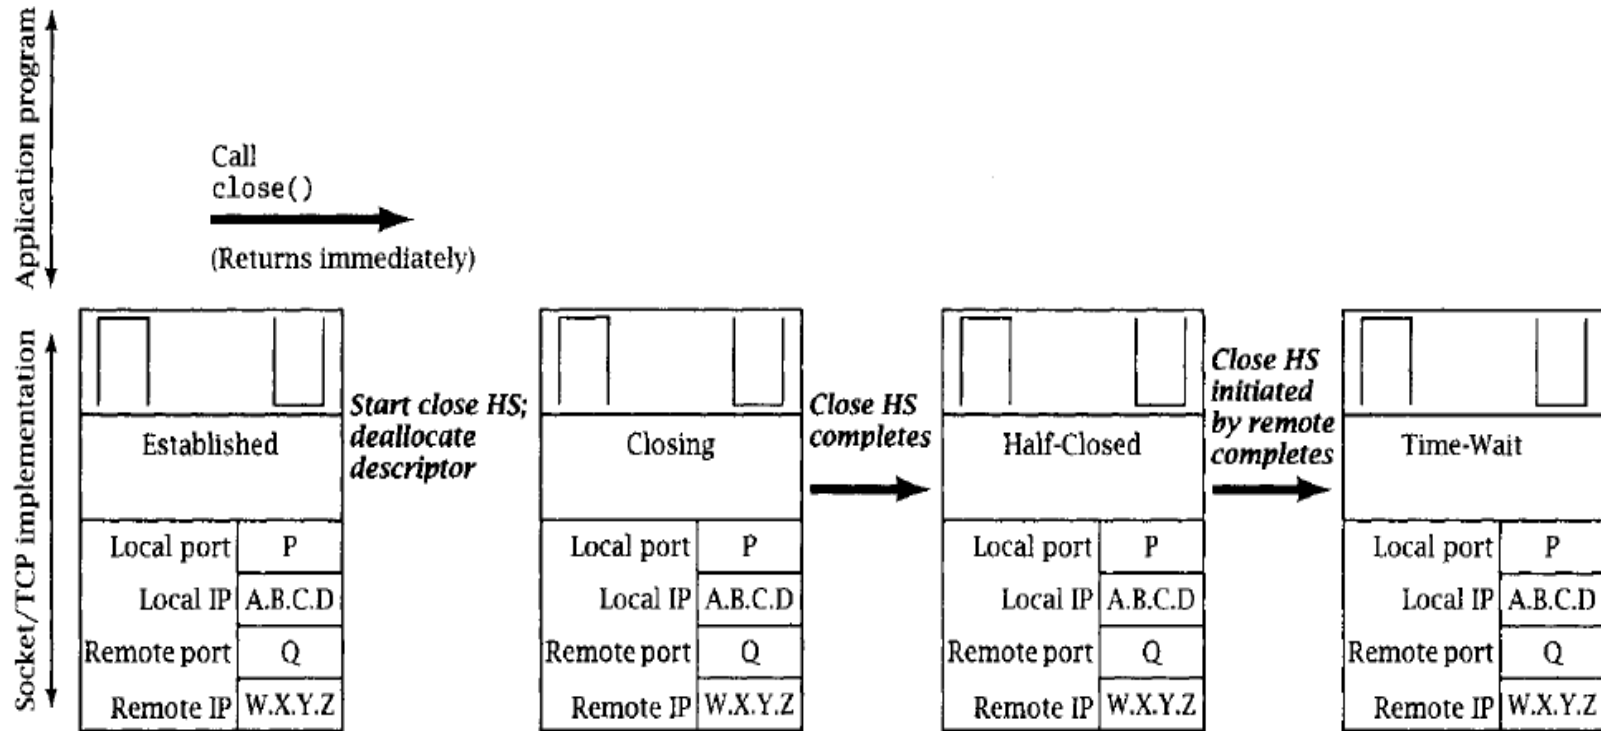 Application program
Call
close()
(Returns immediately)
Socket/TCP implementation
Established
Local port P
Local IP A.B.C.D
Remote port Q
Remote IP W.X.Y.Z
Start close HS;
deallocate
descriptor
Closing
Local port P
Local IP A.B.C.D
Remote port Q
Remote IP W.X.Y.Z
Close HS
completes
Half-Closed
Local port P
Local IP A.B.C.D
Remote port Q
Remote IP W.X.Y.Z
Close HS
initiated
by remote
completes
Time-Wait
Local port P
Local IP A.B.C.D
Remote port Q
Remote IP W.X.Y.Z